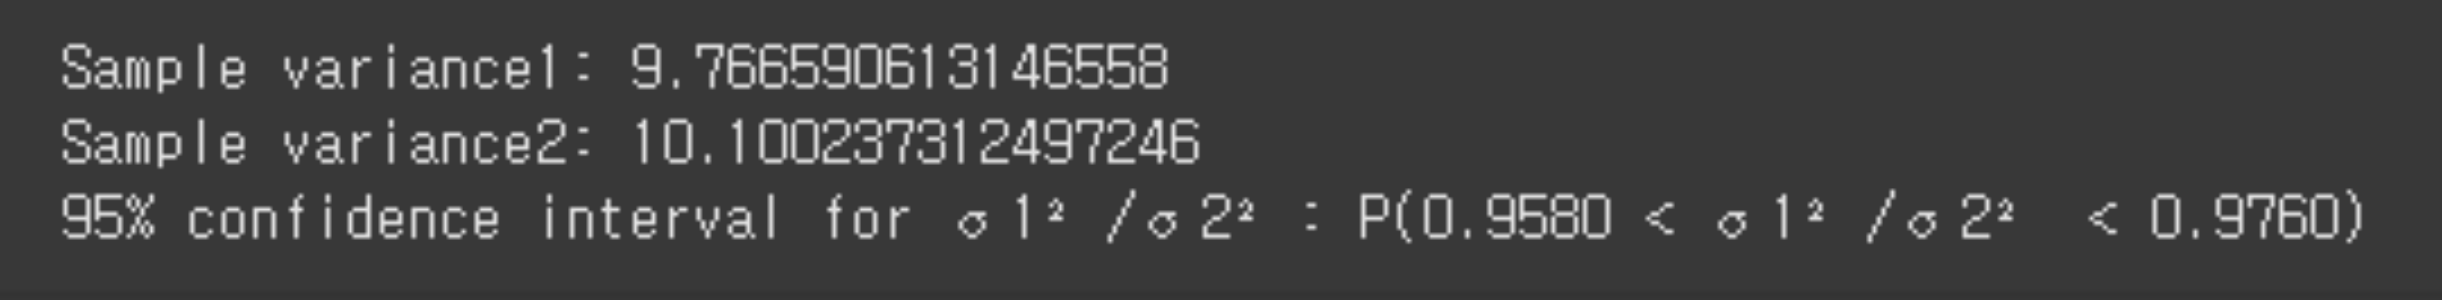 Sample variance1: 9.766590613146558
Sample variance2: 10.100237312497246
95% confidence interval for σ1² /σ2² : P(0.9580 < σ1² /σ2²  < 0.9760)